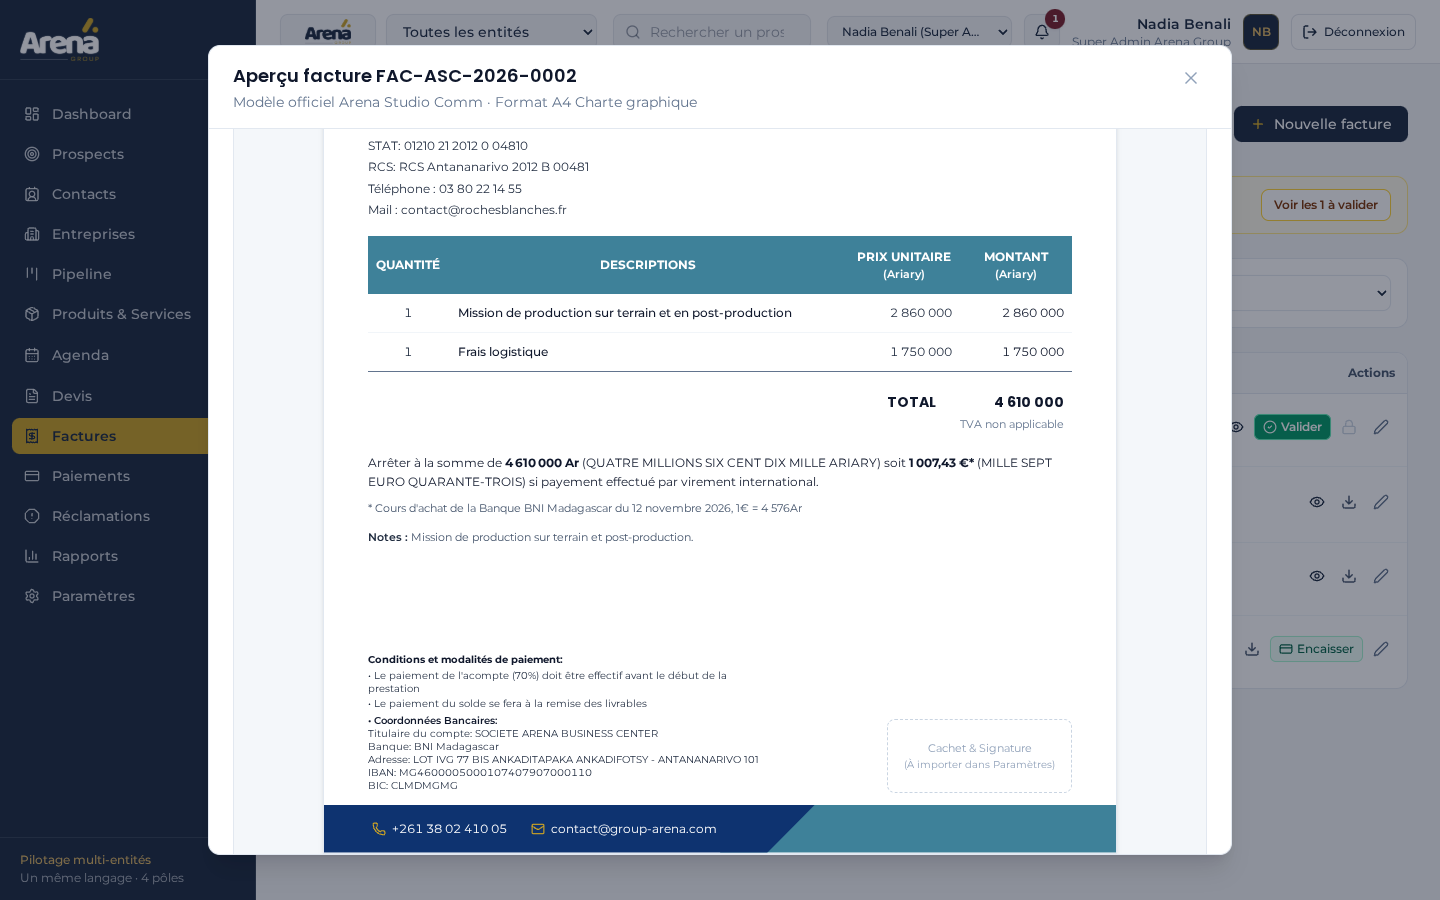 Arena
GROUP
Dashboard
Prospects
Contacts
Entreprises
Pipeline
Produits & Services
Agenda
Devis
Factures
Paiements
Réclamations
Rapports
Paramètres
Pilotage multi-entités
Un même langage · 4 pôles
Arena
Toutes les entités
Rechercher un pros
Nadia Benali (Super A...
1
Nadia Benali
Super Admin Arena Group
NB
Déconnexion
Nouvelle facture
Voir les 1 à valider
Actions
Valider
Encaisser
Aperçu facture FAC-ASC-2026-0002
Modèle officiel Arena Studio Comm · Format A4 Charte graphique
STAT: 01210 21 2012 0 04810
RCS: RCS Antananarivo 2012 B 00481
Téléphone : 03 80 22 14 55
Mail : contact@rochesblanches.fr
QUANTITÉ DESCRIPTIONS PRIX UNITAIRE (Ariary) MONTANT (Ariary)
1 Mission de production sur terrain et en post-production 2 860 000 2 860 000
1 Frais logistique 1 750 000 1 750 000
TOTAL 4 610 000
TVA non applicable
Arrêter à la somme de 4 610 000 Ar (QUATRE MILLIONS SIX CENT DIX MILLE ARIARY) soit 1 007,43 €* (MILLE SEPT
EURO QUARANTE-TROIS) si payement effectué par virement international.
* Cours d'achat de la Banque BNI Madagascar du 12 novembre 2026, 1€ = 4 576Ar
Notes : Mission de production sur terrain et post-production.
Conditions et modalités de paiement:
• Le paiement de l'acompte (70%) doit être effectif avant le début de la
prestation
• Le paiement du solde se fera à la remise des livrables
• Coordonnées Bancaires:
Titulaire du compte: SOCIETE ARENA BUSINESS CENTER
Banque: BNI Madagascar
Adresse: LOT IVG 77 BIS ANKADITAPAKA ANKADIFOTSY - ANTANANARIVO 101
IBAN: MG4600005000107407907000110
BIC: CLMDMGMG
Cachet & Signature
(À importer dans Paramètres)
+261 38 02 410 05
contact@group-arena.com